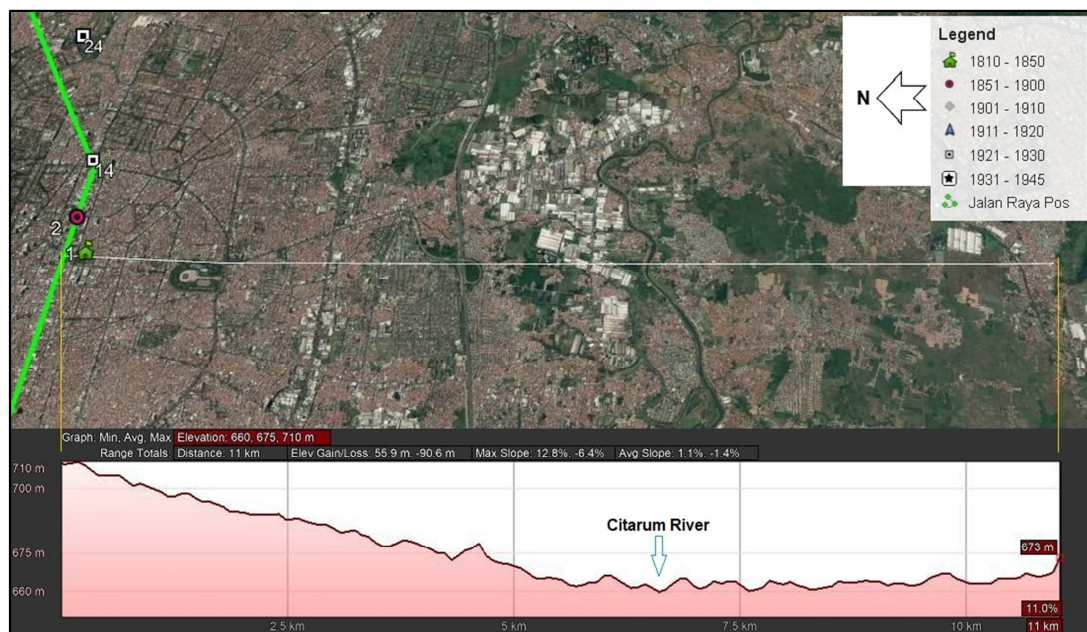 24
14
2
1
N
Legend
1810 - 1850
1851 - 1900
1901 - 1910
1911 - 1920
1921 - 1930
1931 - 1945
Jalan Raya Pos
Graph: Min, Avg, Max Elevation: 660, 675, 710 m
Range Totals: Distance: 11 km Elev Gain/Loss: 55.9 m. -90.6 m Max Slope: 12.8%. -6.4% Avg Slope: 1.1%. -1.4%
710 m
700 m
Citarum River
675 m
673 m
660 m
11.0%
2.5 km 5 km 7.5 km 10 km 11 km